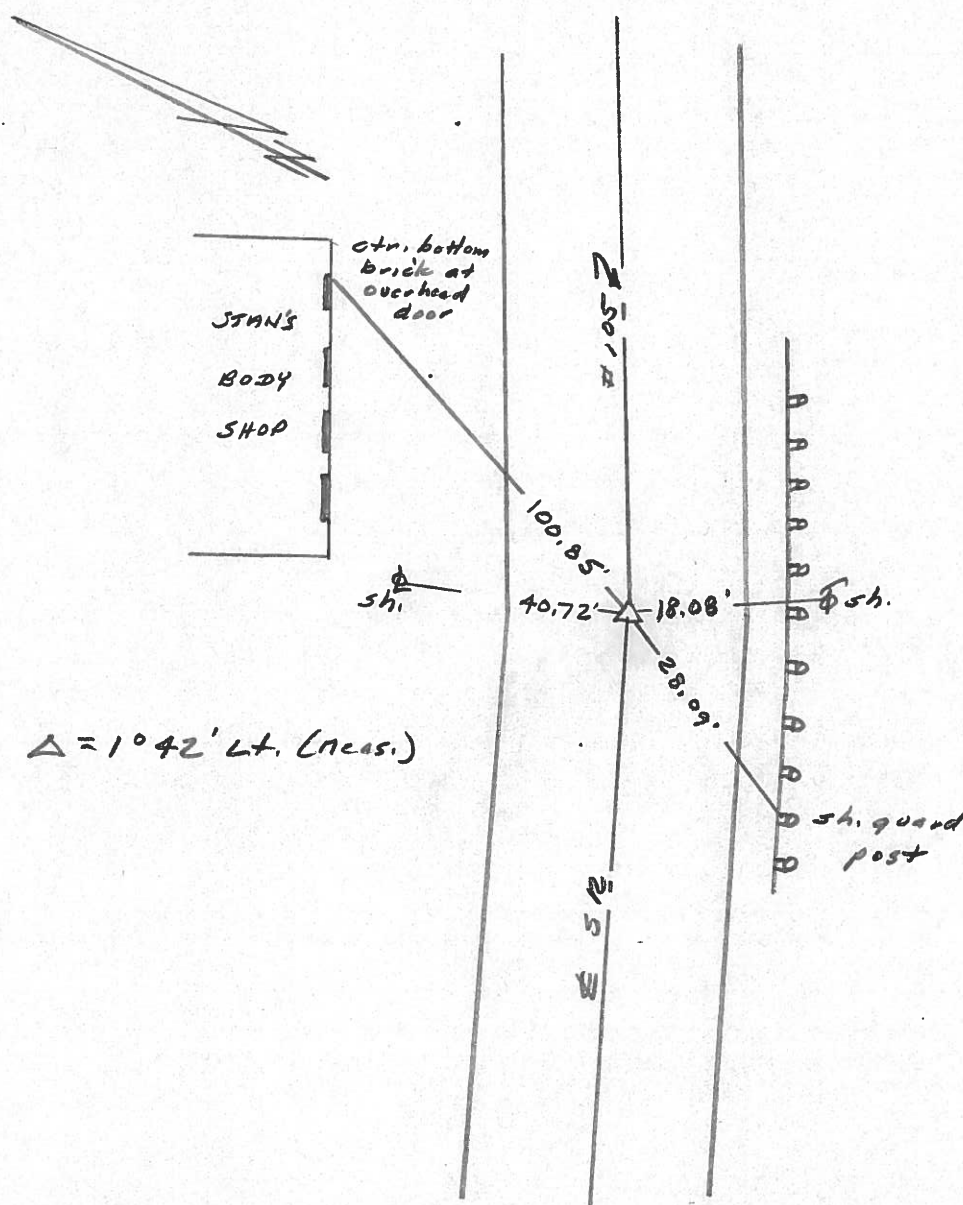 ctr. bottom
brick at
overhead
door
STAN'S
BODY
SHOP
100.85'
sh.
40.72'
18.08'
sh.
28.09.
Δ = 1°42' Lt. (meas.)
sh. guard
post